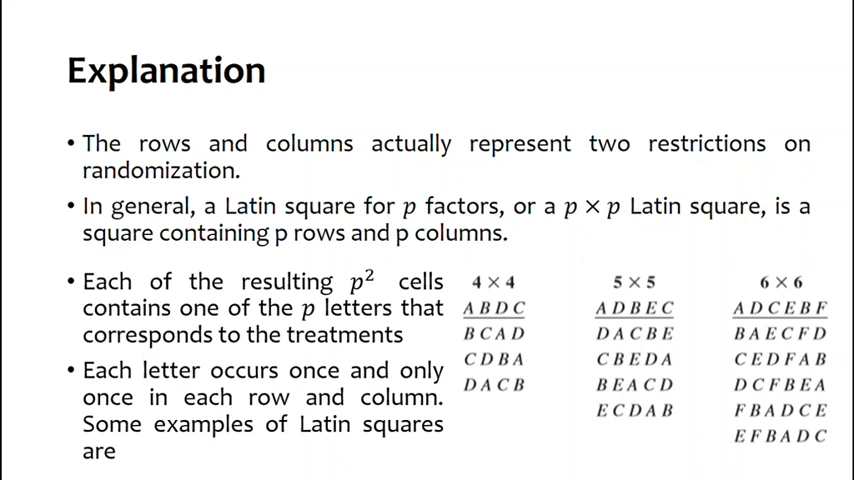 Explanation
• The rows and columns actually represent two restrictions on
randomization.
• In general, a Latin square for p factors, or a p × p Latin square, is a
square containing p rows and p columns.
• Each of the resulting p² cells
contains one of the p letters that
corresponds to the treatments
• Each letter occurs once and only
once in each row and column.
Some examples of Latin squares
are
4 × 4
A B D C
B C A D
C D B A
D A C B
5 × 5
A D B E C
D A C B E
C B E D A
B E A C D
E C D A B
6 × 6
A D C E B F
B A E C F D
C E D F A B
D C F B E A
F B A D C E
E F B A D C